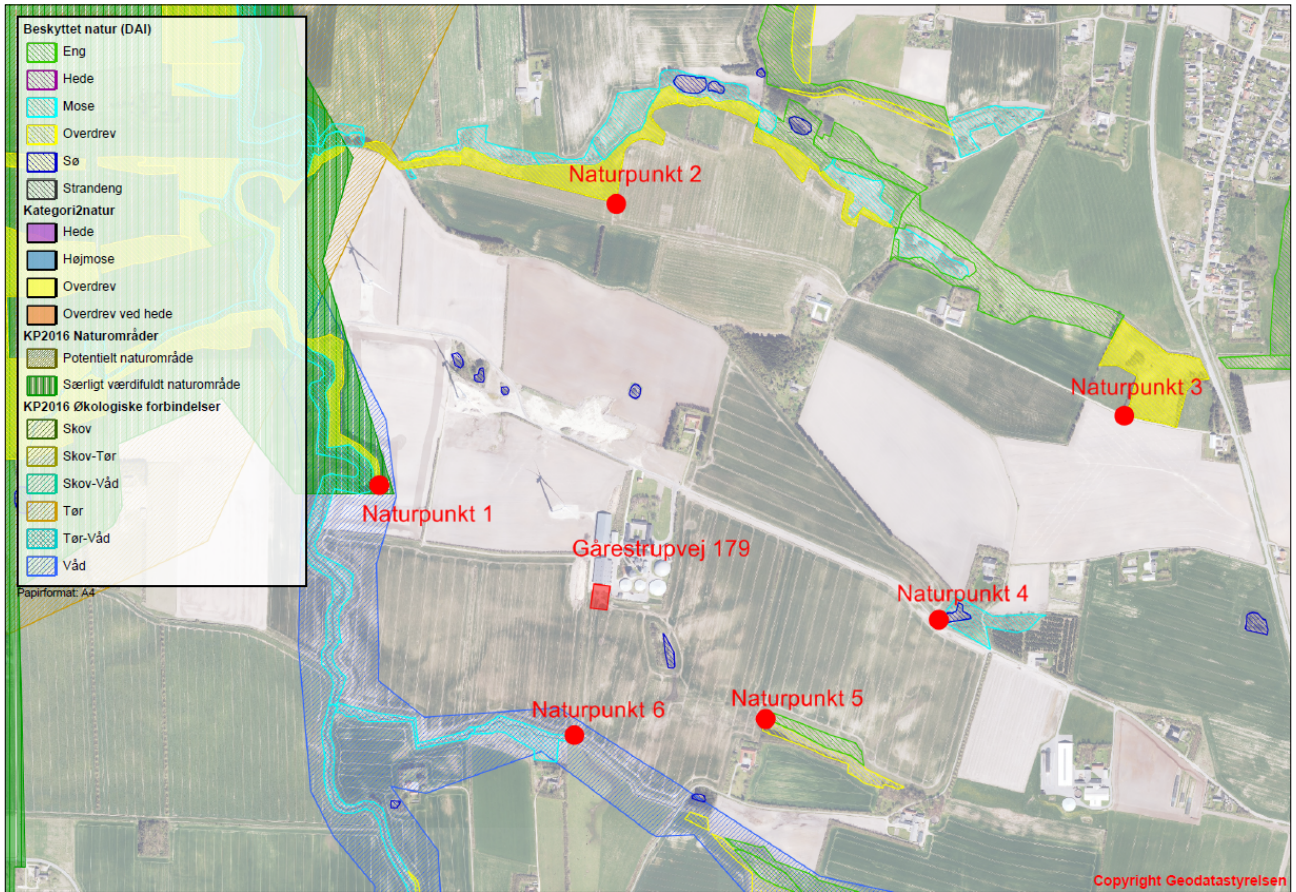 Beskyttet natur (DAI)
Eng
Hede
Mose
Overdrev
Sø
Strandeng
Kategori2natur
Hede
Højmose
Overdrev
Overdrev ved hede
KP2016 Naturområder
Potentielt naturområde
Særligt værdifuldt naturområde
KP2016 Økologiske forbindelser
Skov
Skov-Tør
Skov-Våd
Tør
Tør-Våd
Våd
Papirformat: A4
Naturpunkt 2
Naturpunkt 3
Naturpunkt 1
Gårestrupvej 179
Naturpunkt 4
Naturpunkt 5
Naturpunkt 6
Copyright Geodatastyrelsen